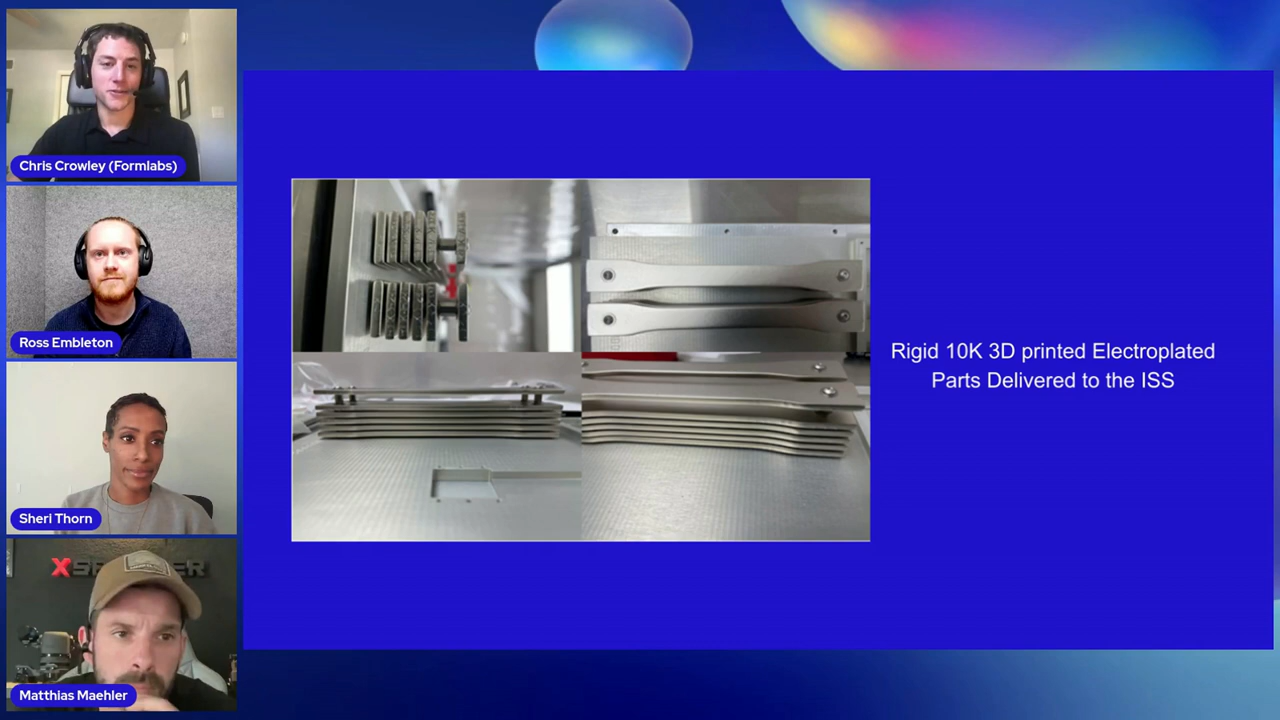 Chris Crowley (Formlabs)
Ross Embleton
Sheri Thorn
Matthias Maehler
Rigid 10K 3D printed Electroplated
Parts Delivered to the ISS